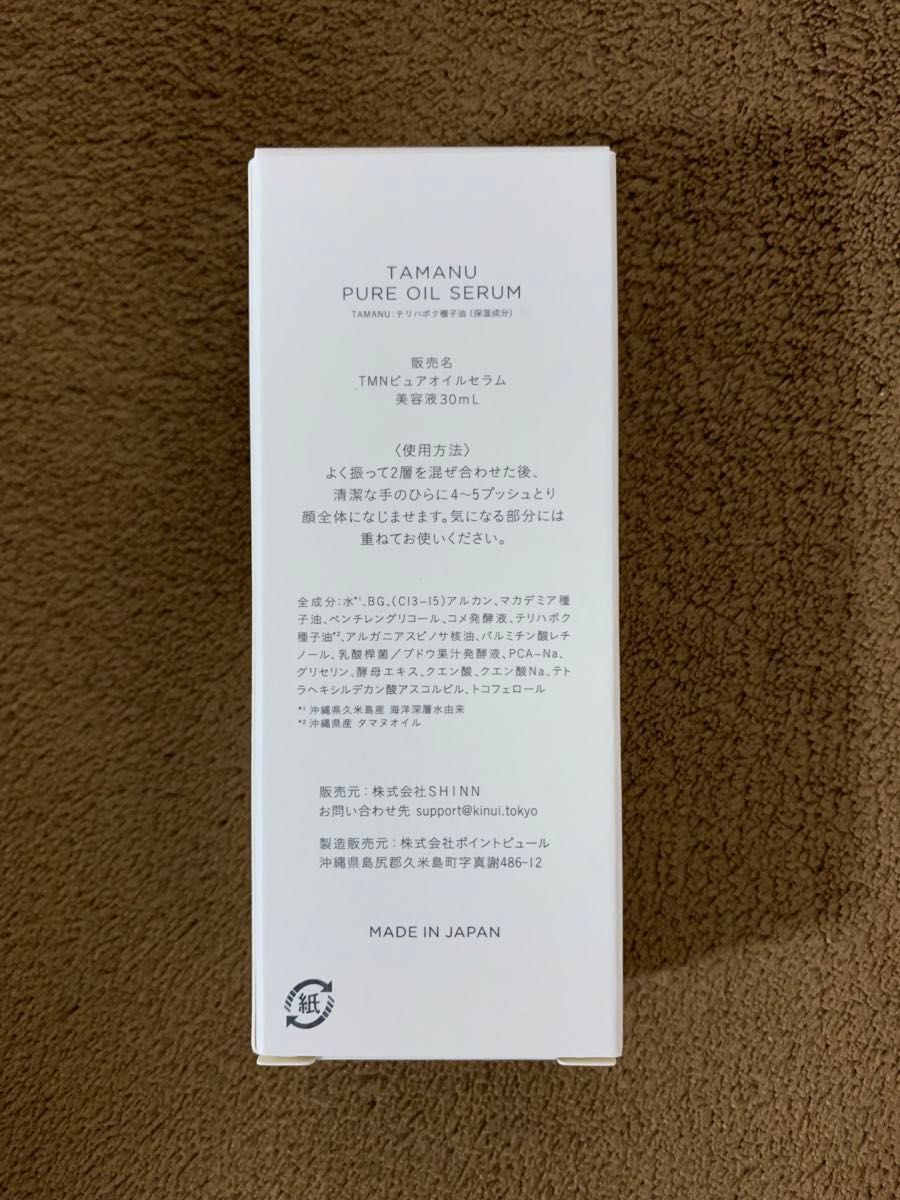 TAMANU
PURE OIL SERUM
TAMANU:テリハボク種子油(保湿成分)
販売名
TMNピュアオイルセラム
美容液30mL
〈使用方法〉
よく振って2層を混ぜ合わせた後、
清潔な手のひらに4〜5プッシュとり
顔全体になじませます。気になる部分には
重ねてお使いください。
全成分:水*¹、BG、(C13-15)アルカン、マカデミア種
子油、ペンチレングリコール、コメ発酵液、テリハボク
種子油*²、アルガニアスピノサ核油、パルミチン酸レチ
ノール、乳酸桿菌/ブドウ果汁発酵液、PCA-Na、
グリセリン、酵母エキス、クエン酸、クエン酸Na、テト
ラヘキシルデカン酸アスコルビル、トコフェロール
*¹ 沖縄県久米島産 海洋深層水由来
*² 沖縄県産 タマヌオイル
販売元:株式会社SHINN
お問い合わせ先 support@kinui.tokyo
製造販売元:株式会社ポイントピュール
沖縄県島尻郡久米島町字真謝486-12
MADE IN JAPAN
紙